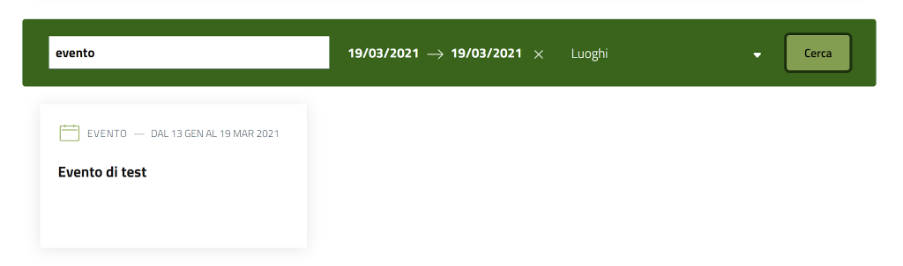 evento 19/03/2021 → 19/03/2021 × Luoghi Cerca
EVENTO — DAL 13 GEN AL 19 MAR 2021
Evento di test